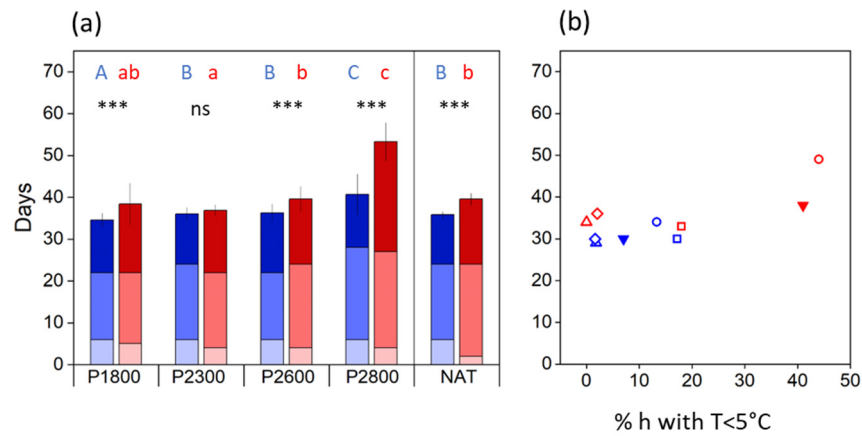 (a)
(b)
70
60
50
40
30
20
10
0
Days
A ab B a B b C c B b
*** ns *** *** ***
P1800 P2300 P2600 P2800 NAT
70
60
50
40
30
20
10
0
0 10 20 30 40 50
% h with T<5°C